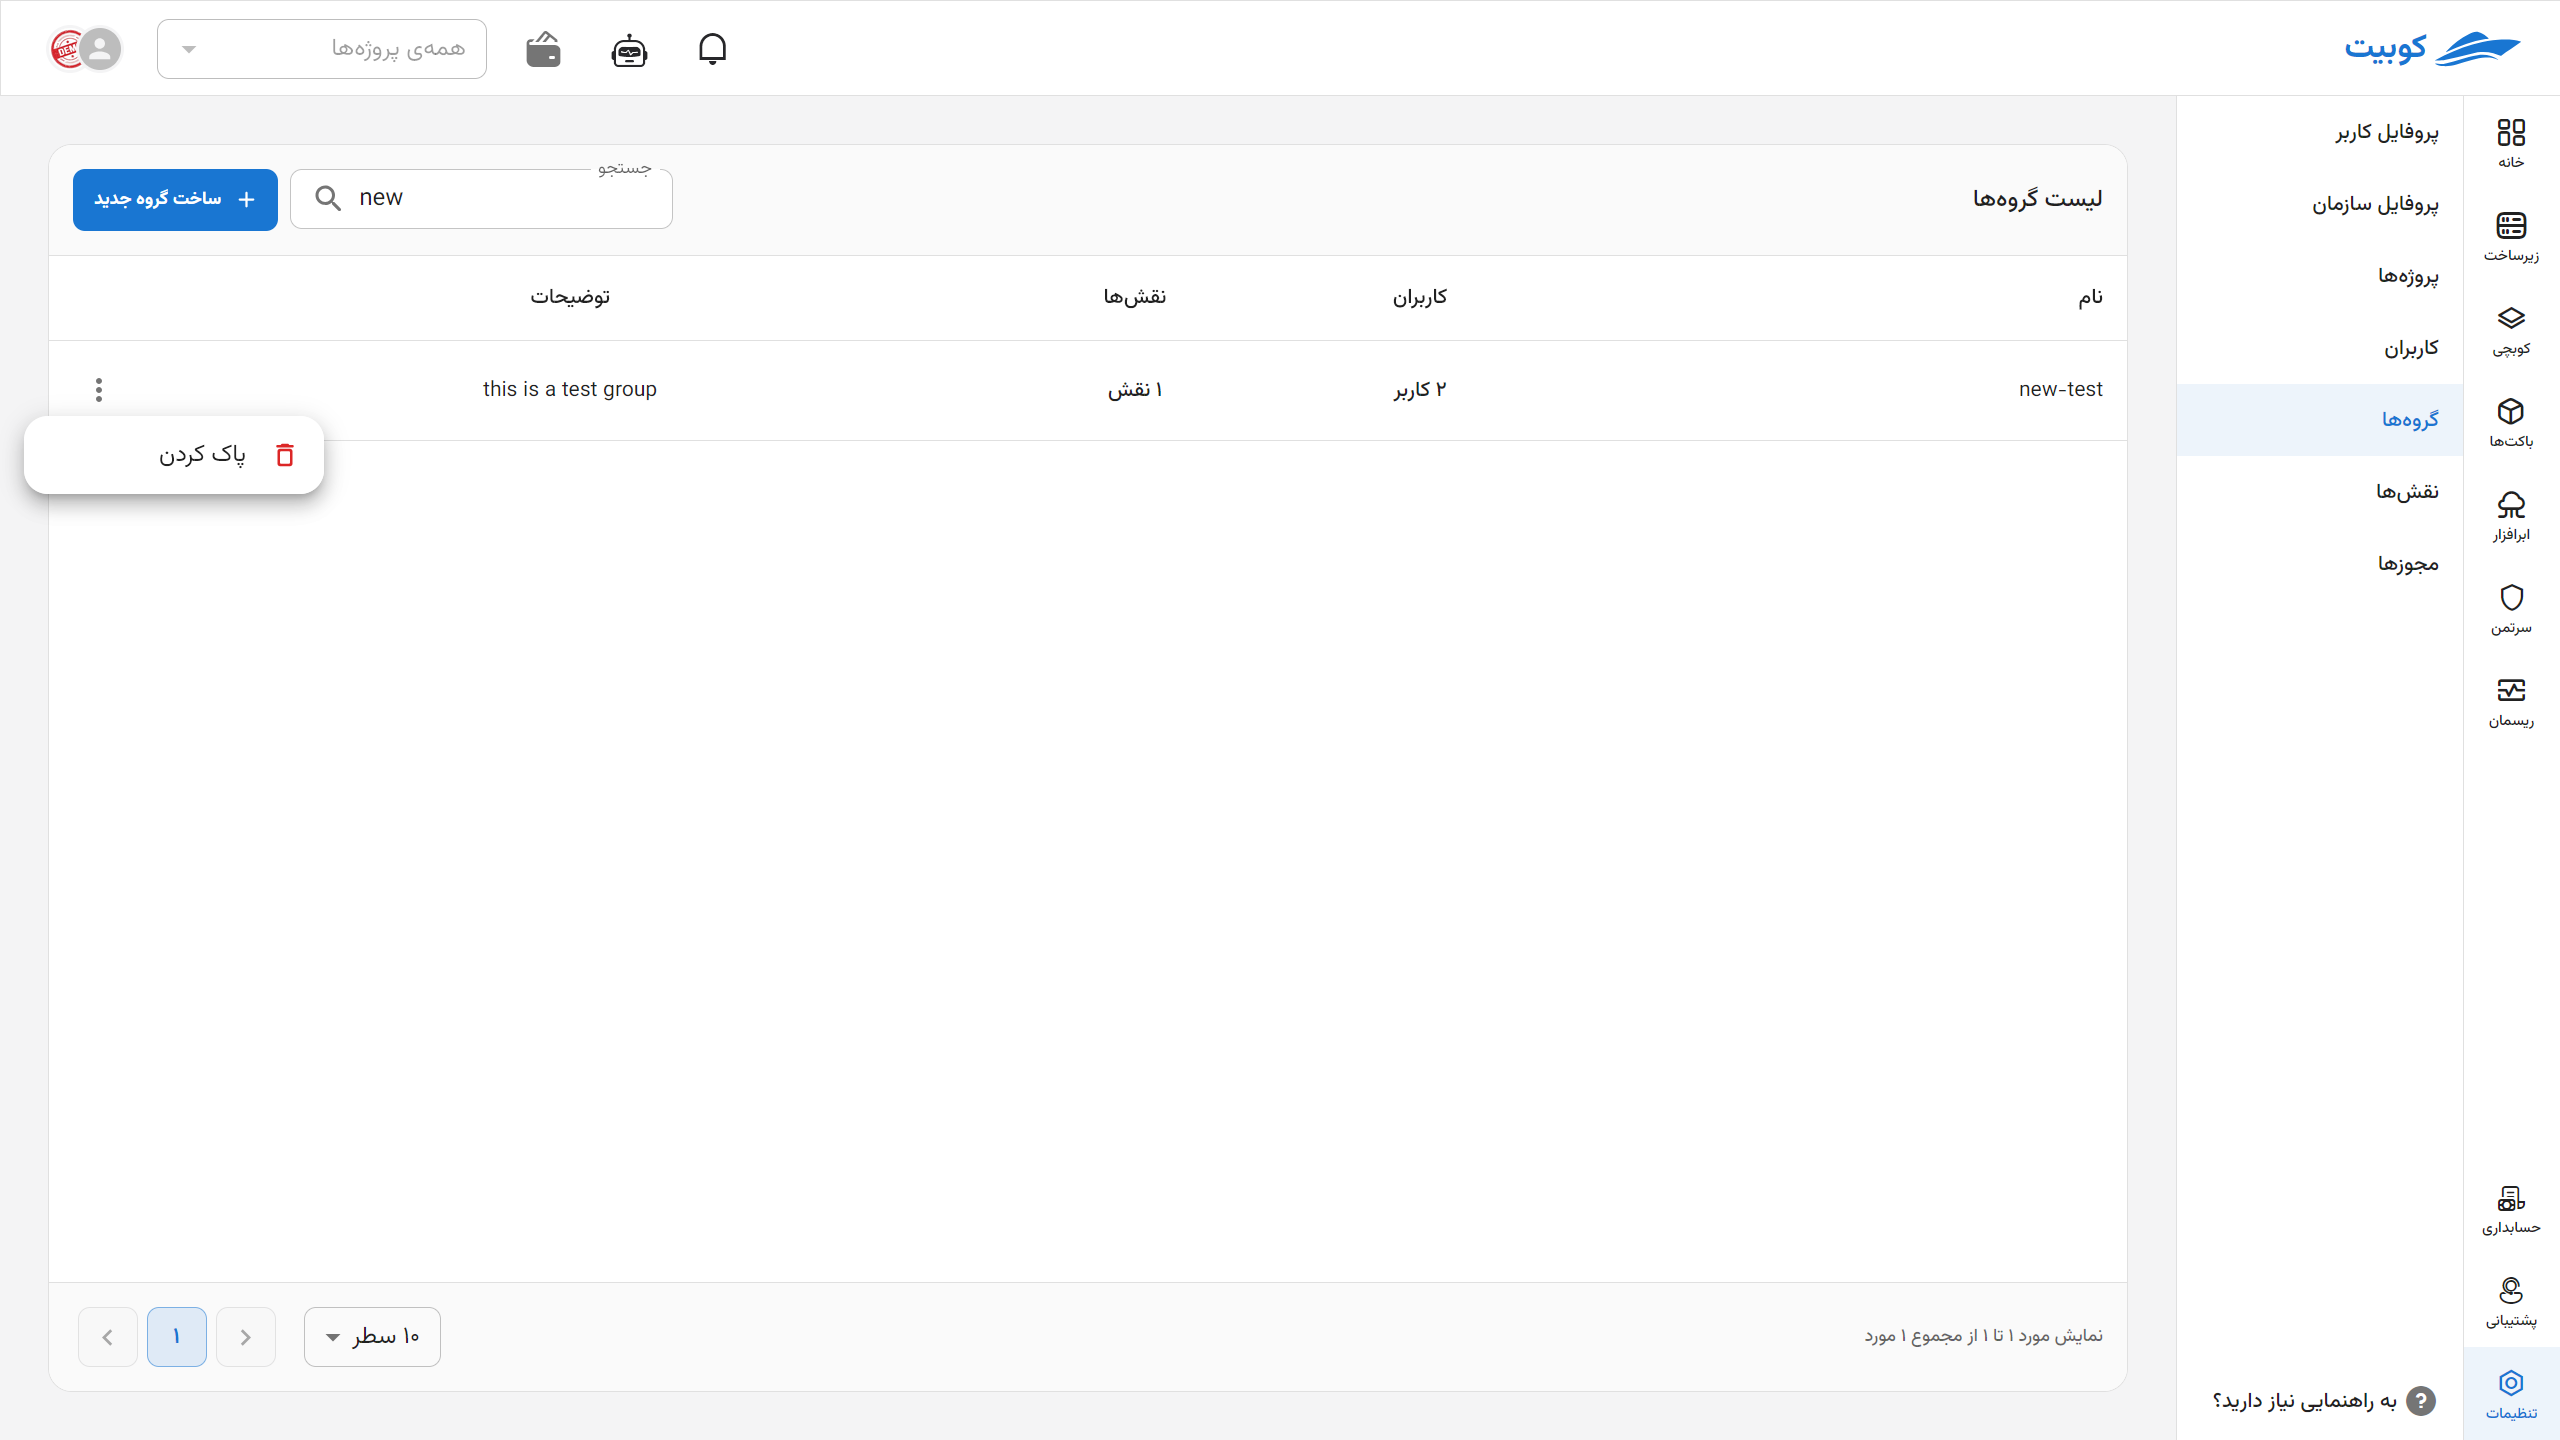 کوبیت
همه‌ی پروژه‌ها
خانه
زیرساخت
کوبچی
باکت‌ها
ابرافزار
سرتمن
ریسمان
حسابداری
پشتیبانی
تنظیمات
پروفایل کاربر
پروفایل سازمان
پروژه‌ها
کاربران
گروه‌ها
نقش‌ها
مجوزها
به راهنمایی نیاز دارید؟
لیست گروه‌ها
جستجو
new
ساخت گروه جدید
نام کاربران نقش‌ها توضیحات
new-test ۲ کاربر ۱ نقش this is a test group
پاک کردن
نمایش مورد ۱ تا ۱ از مجموع ۱ مورد
۱۰ سطر
۱